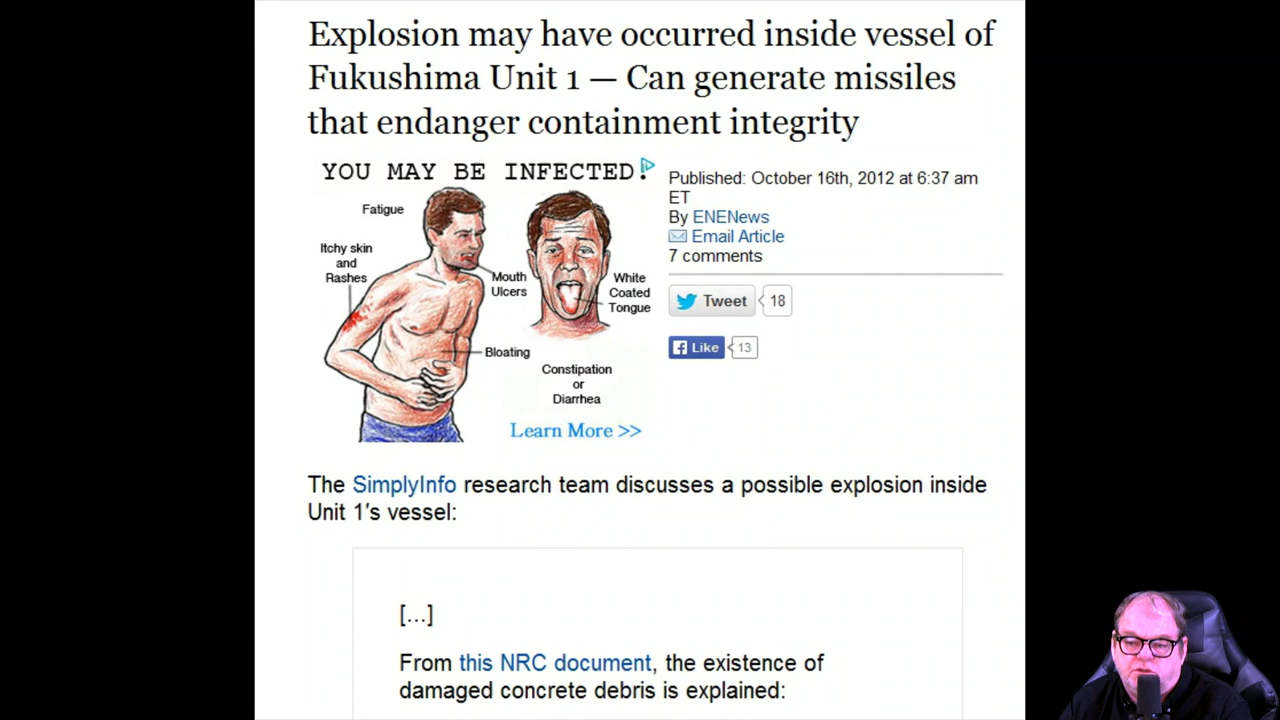 Explosion may have occurred inside vessel of
Fukushima Unit 1 — Can generate missiles
that endanger containment integrity
YOU MAY BE INFECTED!
Fatigue
Itchy skin
and
Rashes
Mouth
Ulcers
White
Coated
Tongue
Bloating
Constipation
or
Diarrhea
Learn More >>
Published: October 16th, 2012 at 6:37 am
ET
By ENENews
Email Article
7 comments
Tweet 18
Like 13
The SimplyInfo research team discusses a possible explosion inside
Unit 1′s vessel:
[…]
From this NRC document, the existence of
damaged concrete debris is explained: